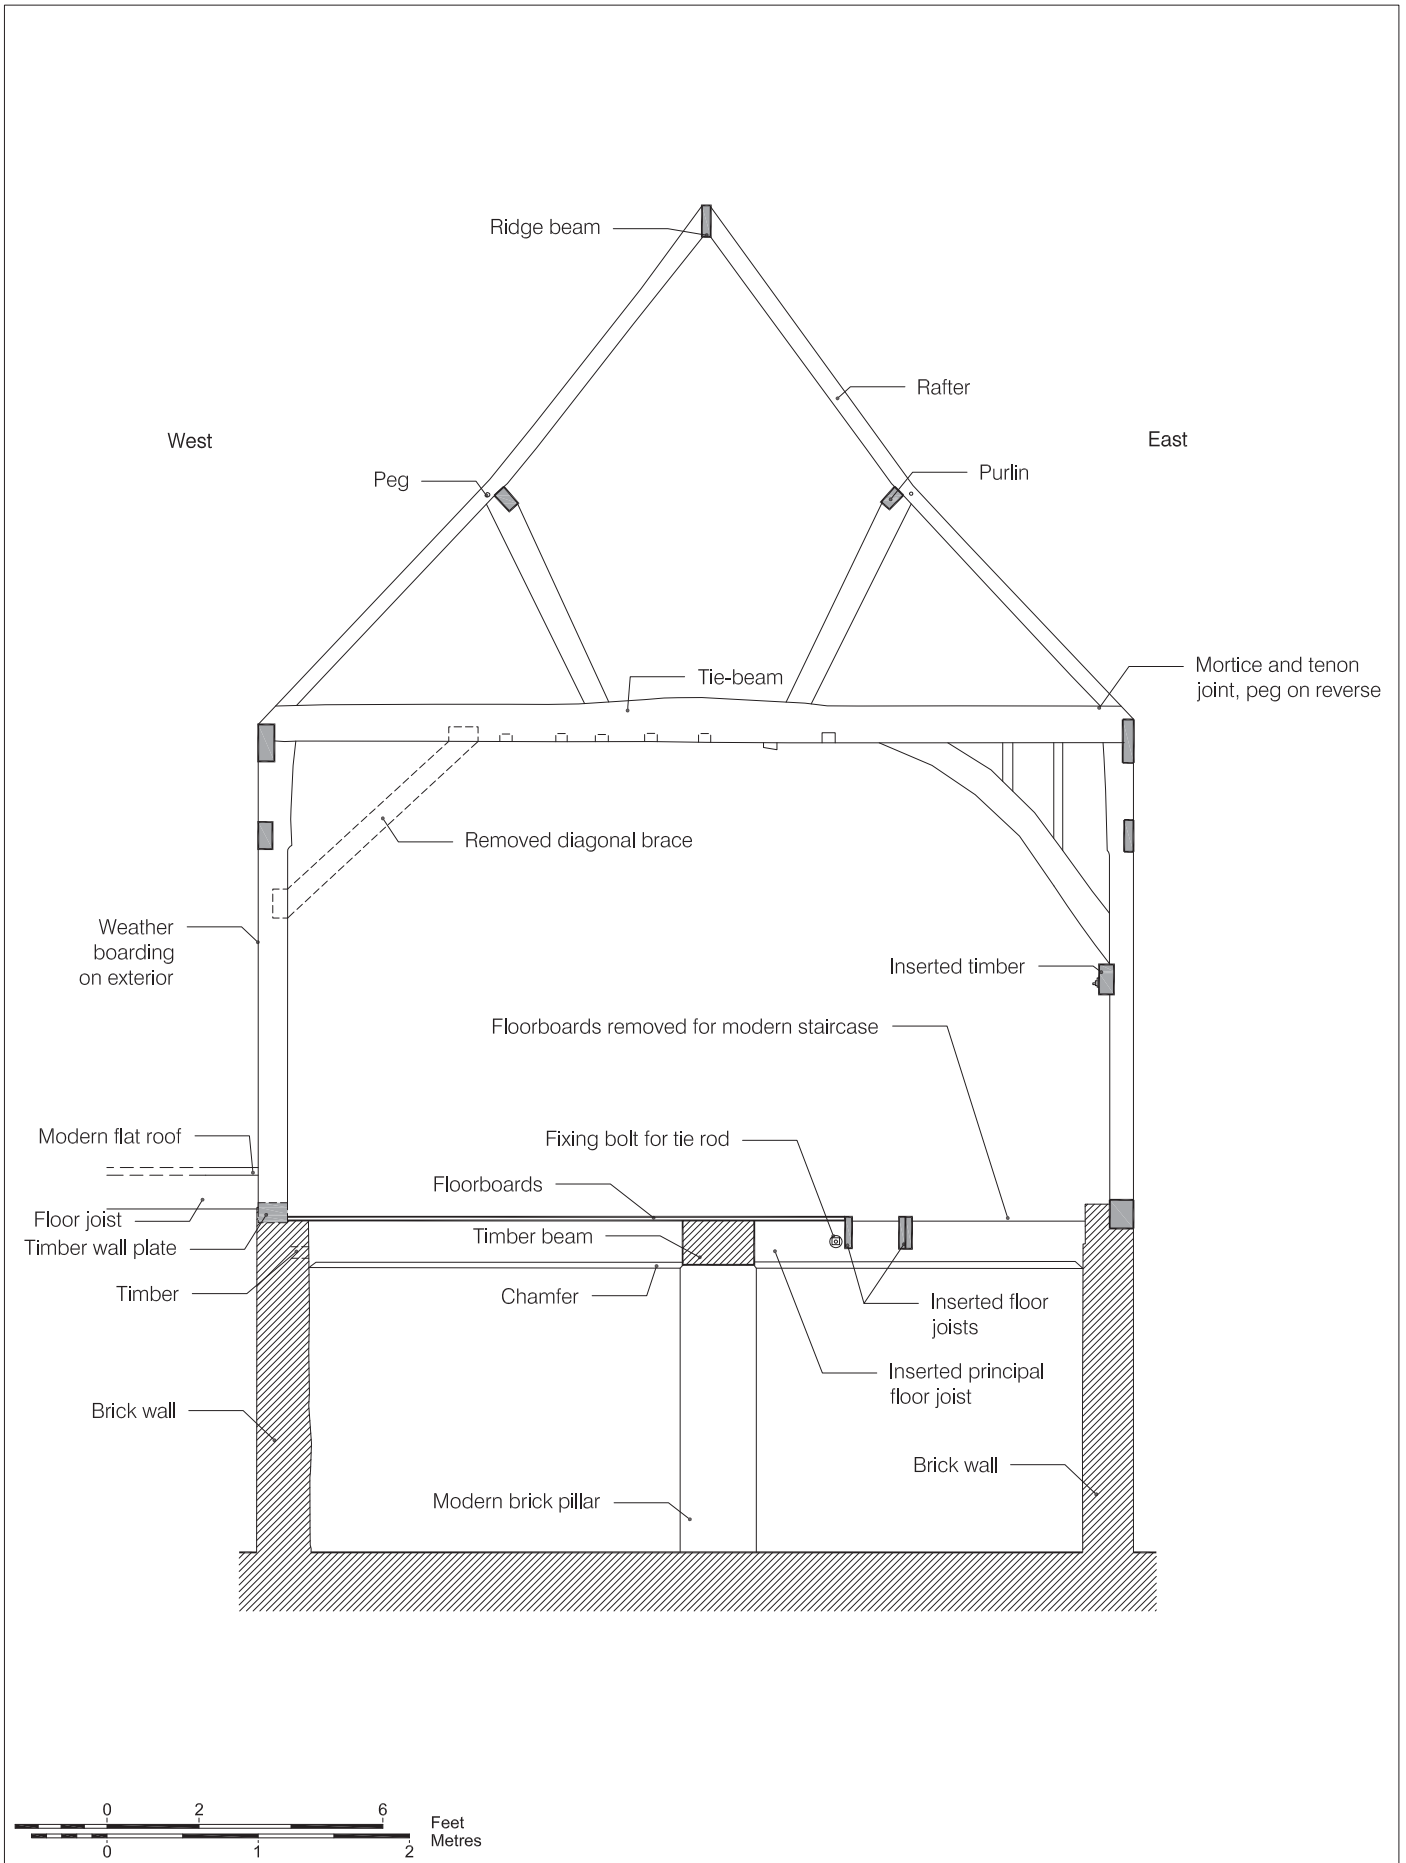 Ridge beam
Rafter
West
East
Peg
Purlin
Tie-beam
Mortice and tenon
joint, peg on reverse
Removed diagonal brace
Weather
boarding
on exterior
Inserted timber
Floorboards removed for modern staircase
Modern flat roof
Fixing bolt for tie rod
Floorboards
Floor joist
Timber wall plate
Timber beam
Timber
Chamfer
Inserted floor
joists
Inserted principal
floor joist
Brick wall
Brick wall
Modern brick pillar
0 2 6
Feet
Metres
0 1 2